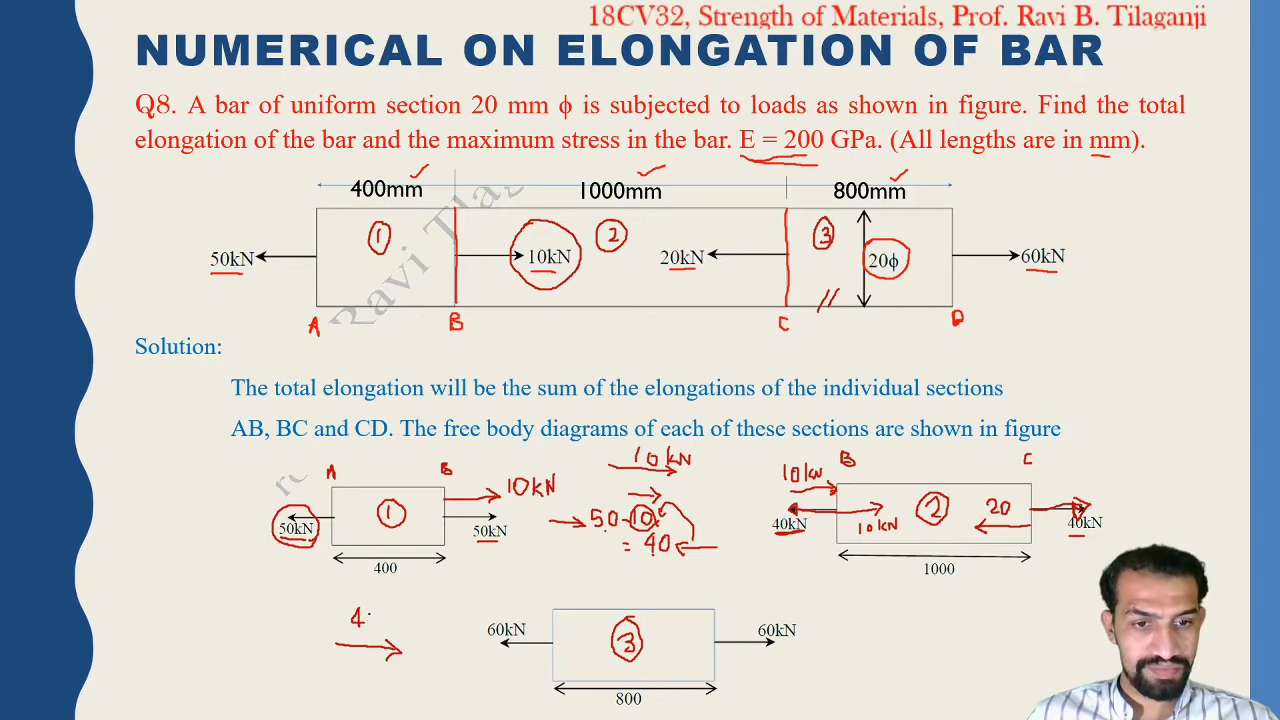 18CV32, Strength of Materials, Prof. Ravi B. Tilaganji
NUMERICAL ON ELONGATION OF BAR
Q8. A bar of uniform section 20 mm ϕ is subjected to loads as shown in figure. Find the total
elongation of the bar and the maximum stress in the bar. E = 200 GPa. (All lengths are in mm).
400mm 1000mm 800mm
1 2 3
50kN 10kN 20kN 20ϕ 60kN
A B C D
Ravi Tilag
Solution:
The total elongation will be the sum of the elongations of the individual sections
AB, BC and CD. The free body diagrams of each of these sections are shown in figure
A B 10kN B C
10kN 10kN
50kN 1 50kN 50-10 40kN 10kN 2 20 40kN
= 40
400 1000
4
60kN 3 60kN
800